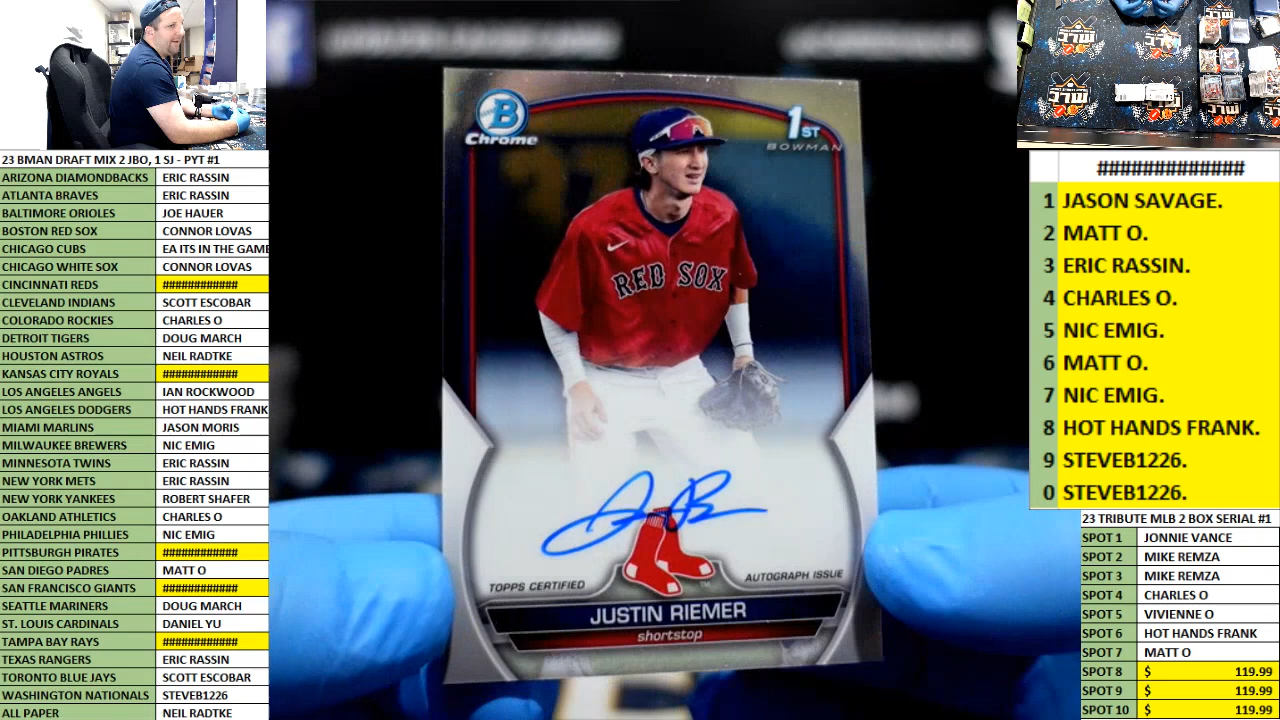 23 BMAN DRAFT MIX 2 JBO, 1 SJ - PYT #1
ARIZONA DIAMONDBACKS ERIC RASSIN
ATLANTA BRAVES ERIC RASSIN
BALTIMORE ORIOLES JOE HAUER
BOSTON RED SOX CONNOR LOVAS
CHICAGO CUBS EA ITS IN THE GAME
CHICAGO WHITE SOX CONNOR LOVAS
CINCINNATI REDS ############
CLEVELAND INDIANS SCOTT ESCOBAR
COLORADO ROCKIES CHARLES O
DETROIT TIGERS DOUG MARCH
HOUSTON ASTROS NEIL RADTKE
KANSAS CITY ROYALS ############
LOS ANGELES ANGELS IAN ROCKWOOD
LOS ANGELES DODGERS HOT HANDS FRANK
MIAMI MARLINS JASON MORIS
MILWAUKEE BREWERS NIC EMIG
MINNESOTA TWINS ERIC RASSIN
NEW YORK METS ERIC RASSIN
NEW YORK YANKEES ROBERT SHAFER
OAKLAND ATHLETICS CHARLES O
PHILADELPHIA PHILLIES NIC EMIG
PITTSBURGH PIRATES ############
SAN DIEGO PADRES MATT O
SAN FRANCISCO GIANTS ############
SEATTLE MARINERS DOUG MARCH
ST. LOUIS CARDINALS DANIEL YU
TAMPA BAY RAYS ############
TEXAS RANGERS ERIC RASSIN
TORONTO BLUE JAYS SCOTT ESCOBAR
WASHINGTON NATIONALS STEVEB1226
ALL PAPER NEIL RADTKE
B
Chrome
1ST
BOWMAN
RED SOX
TOPPS CERTIFIED
AUTOGRAPH ISSUE
JUSTIN RIEMER
shortstop
#############
1 JASON SAVAGE.
2 MATT O.
3 ERIC RASSIN.
4 CHARLES O.
5 NIC EMIG.
6 MATT O.
7 NIC EMIG.
8 HOT HANDS FRANK.
9 STEVEB1226.
0 STEVEB1226.
23 TRIBUTE MLB 2 BOX SERIAL #1
SPOT 1 JONNIE VANCE
SPOT 2 MIKE REMZA
SPOT 3 MIKE REMZA
SPOT 4 CHARLES O
SPOT 5 VIVIENNE O
SPOT 6 HOT HANDS FRANK
SPOT 7 MATT O
SPOT 8 $ 119.99
SPOT 9 $ 119.99
SPOT 10 $ 119.99